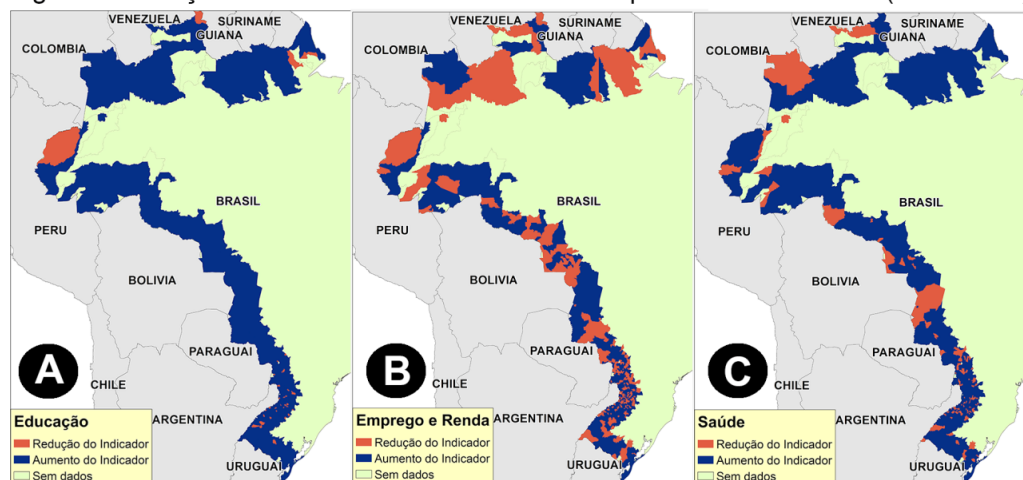 VENEZUELA
SURINAME
GUIANA
COLOMBIA
BRASIL
PERU
BOLIVIA
PARAGUAI
CHILE
ARGENTINA
URUGUAI
A
Educação
Redução do Indicador
Aumento do Indicador
Sem dados
VENEZUELA
SURINAME
GUIANA
COLOMBIA
BRASIL
PERU
BOLIVIA
PARAGUAI
CHILE
ARGENTINA
URUGUAI
B
Emprego e Renda
Redução do Indicador
Aumento do Indicador
Sem dados
VENEZUELA
SURINAME
GUIANA
COLOMBIA
BRASIL
PERU
BOLIVIA
PARAGUAI
CHILE
ARGENTINA
URUGUAI
C
Saúde
Redução do Indicador
Aumento do Indicador
Sem dados